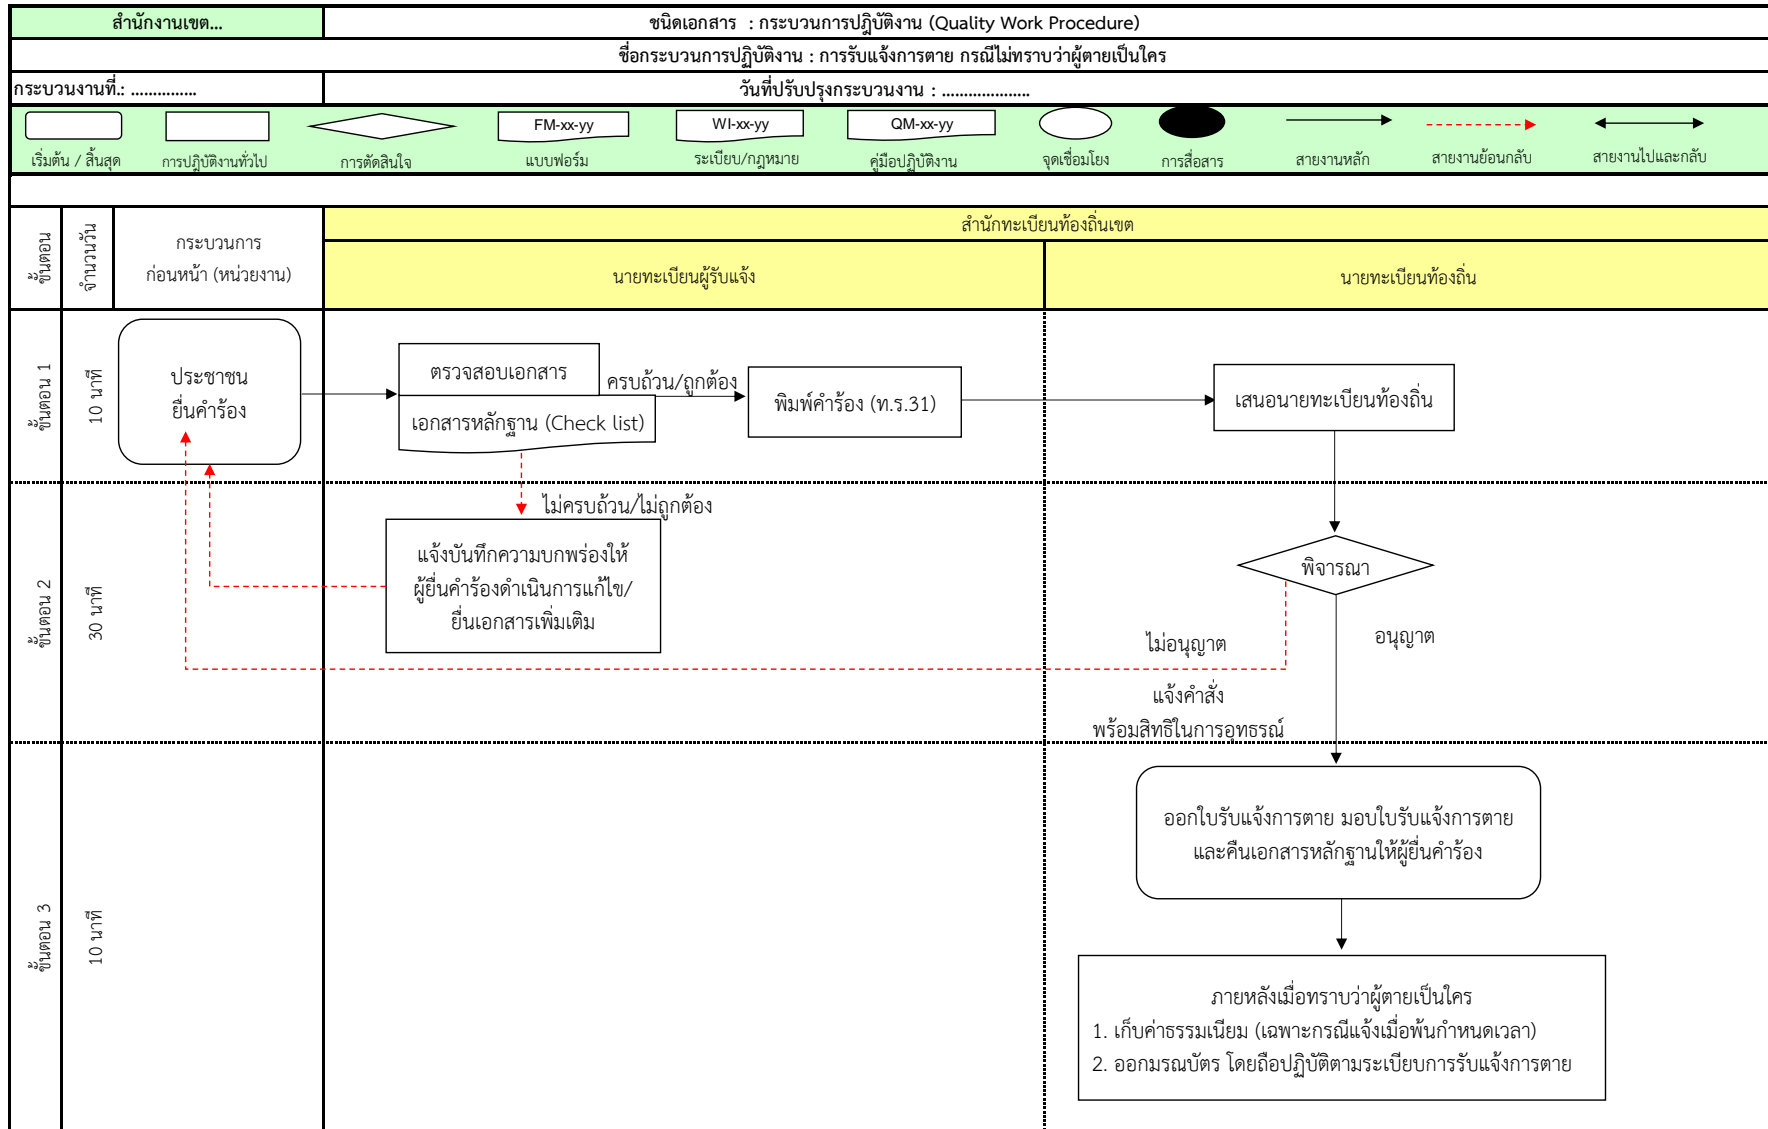 สำนักงานเขต...
ชนิดเอกสาร : กระบวนการปฎิบัติงาน (Quality Work Procedure)
ชื่อกระบวนการปฏิบัติงาน : การรับแจ้งการตาย กรณีไม่ทราบว่าผู้ตายเป็นใคร
กระบวนงานที่.: ...............
วันที่ปรับปรุงกระบวนงาน : ....................
FM-xx-yy
WI-xx-yy
QM-xx-yy
เริ่มต้น / สิ้นสุด
การปฏิบัติงานทั่วไป
การตัดสินใจ
แบบฟอร์ม
ระเบียบ/กฎหมาย
คู่มือปฏิบัติงาน
จุดเชื่อมโยง
การสื่อสาร
สายงานหลัก
สายงานย้อนกลับ
สายงานไปและกลับ
ขั้นตอน
จำนวนวัน
กระบวนการ
ก่อนหน้า (หน่วยงาน)
สำนักทะเบียนท้องถิ่นเขต
นายทะเบียนผู้รับแจ้ง
นายทะเบียนท้องถิ่น
ขั้นตอน 1
10 นาที
ประชาชน
ยื่นคำร้อง
ตรวจสอบเอกสาร
เอกสารหลักฐาน (Check list)
ครบถ้วน/ถูกต้อง
พิมพ์คำร้อง (ท.ร.31)
เสนอนายทะเบียนท้องถิ่น
ขั้นตอน 2
30 นาที
ไม่ครบถ้วน/ไม่ถูกต้อง
แจ้งบันทึกความบกพร่องให้
ผู้ยื่นคำร้องดำเนินการแก้ไข/
ยื่นเอกสารเพิ่มเติม
พิจารณา
ไม่อนุญาต
อนุญาต
แจ้งคำสั่ง
พร้อมสิทธิในการอุทธรณ์
ขั้นตอน 3
10 นาที
ออกใบรับแจ้งการตาย มอบใบรับแจ้งการตาย
และคืนเอกสารหลักฐานให้ผู้ยื่นคำร้อง
ภายหลังเมื่อทราบว่าผู้ตายเป็นใคร
1. เก็บค่าธรรมเนียม (เฉพาะกรณีแจ้งเมื่อพ้นกำหนดเวลา)
2. ออกมรณบัตร โดยถือปฏิบัติตามระเบียบการรับแจ้งการตาย